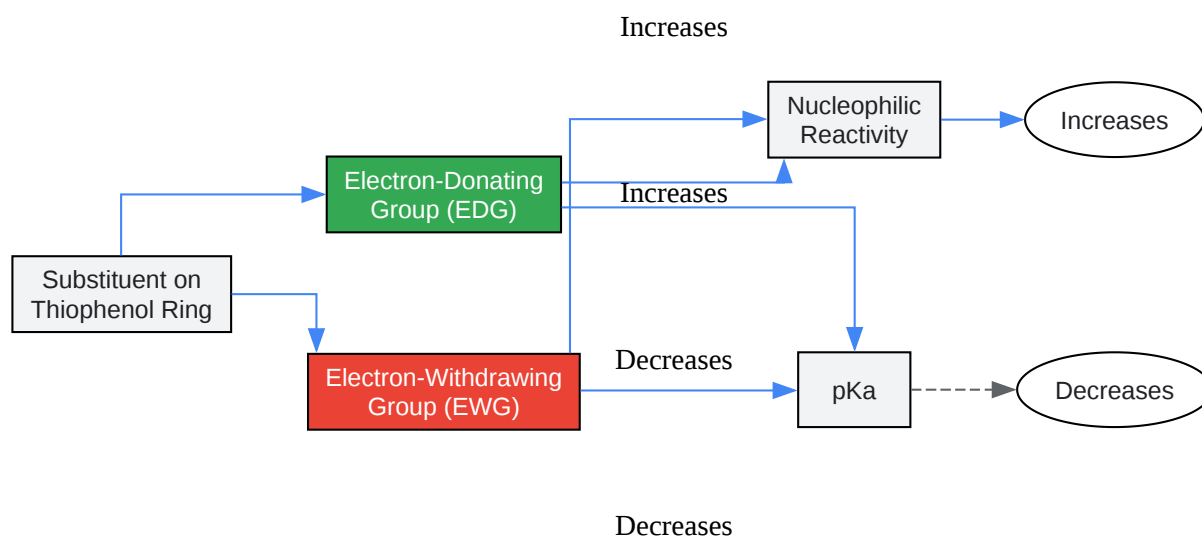 Increases
Nucleophilic
Reactivity
Increases
Electron-Donating
Group (EDG)
Increases
Substituent on
Thiophenol Ring
Decreases
Electron-Withdrawing
Group (EWG)
pKa
Decreases
Decreases